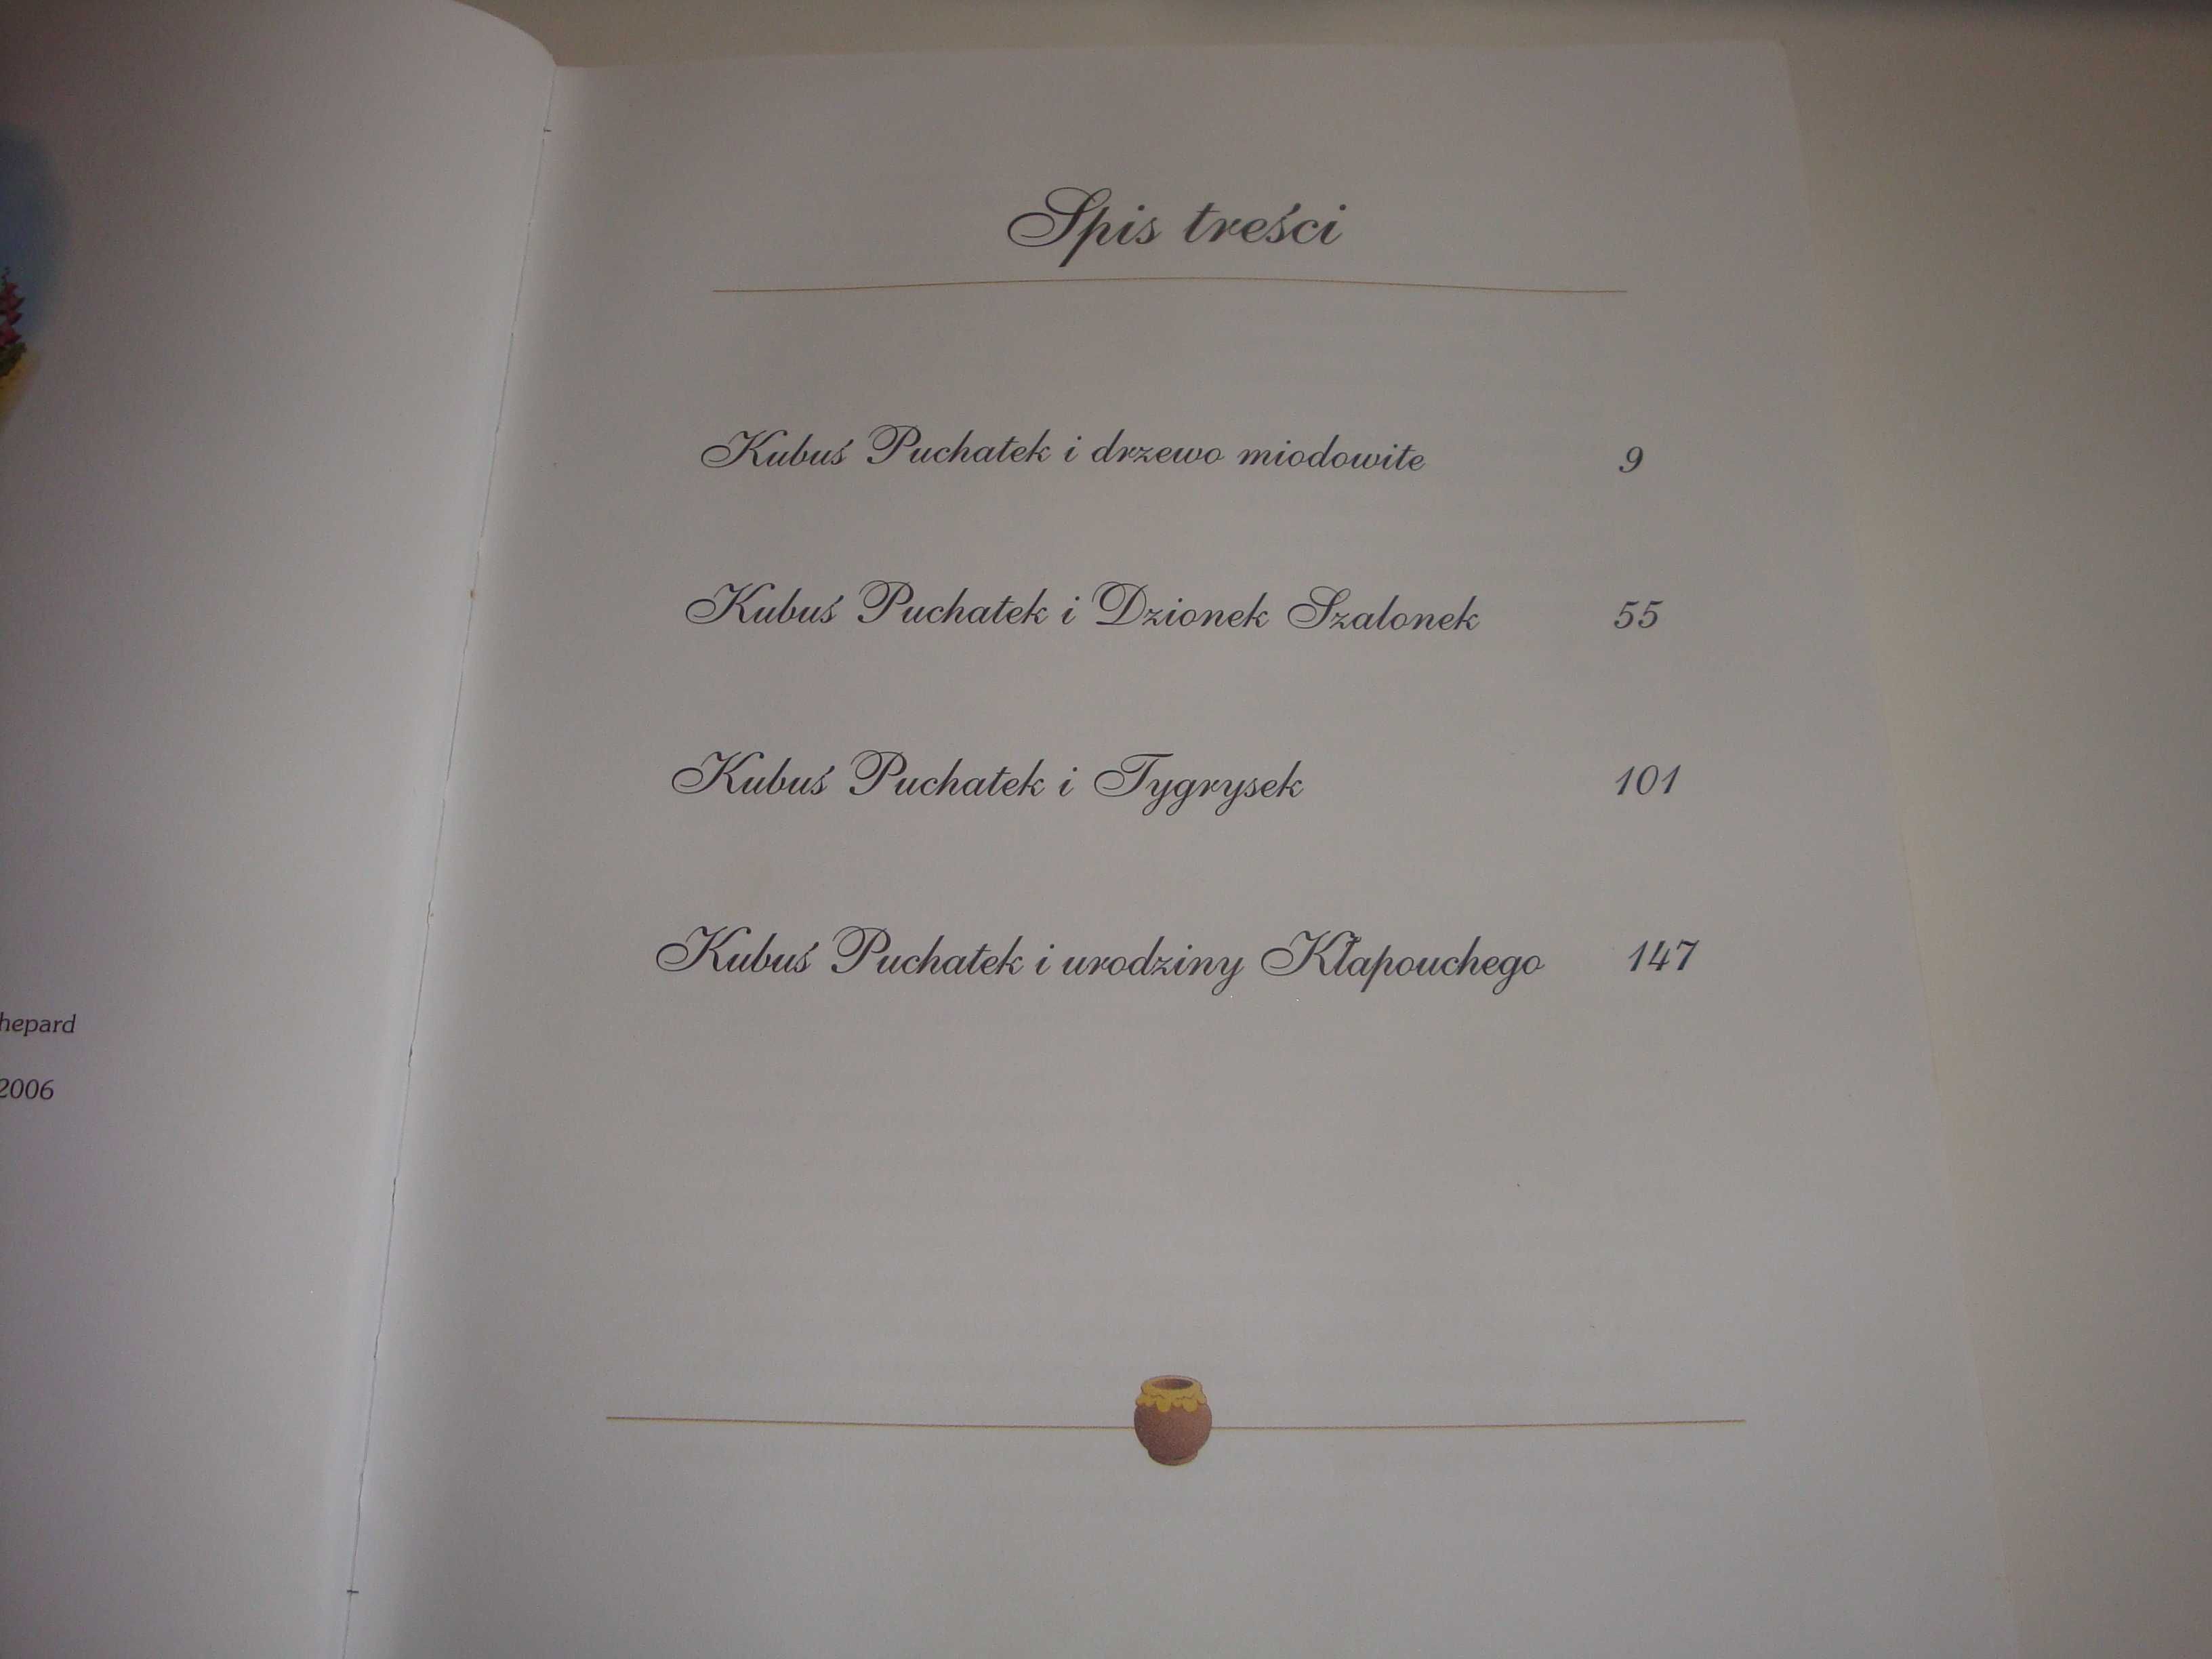 hepard
2006
Spis treści
Kubuś Puchatek i drzewo miodowite 9
Kubuś Puchatek i Dzionek Szalonek 55
Kubuś Puchatek i Tygrysek 101
Kubuś Puchatek i urodziny Kłapouchego 147